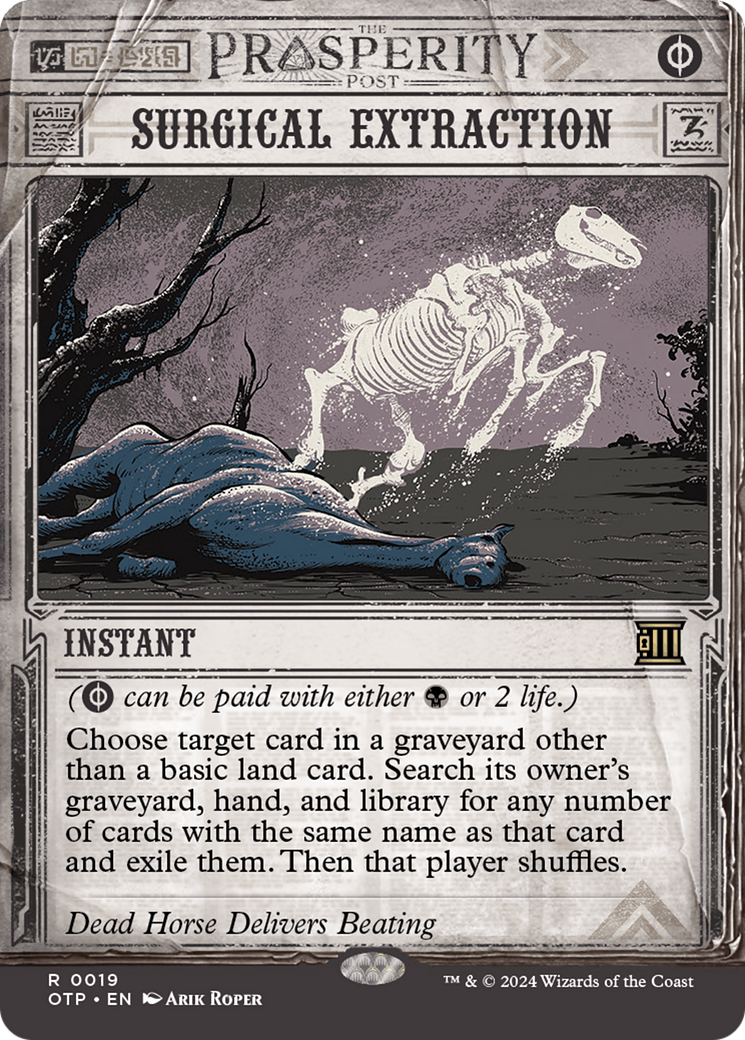 THE
PROSPERITY
POST
SURGICAL EXTRACTION
INSTANT
( can be paid with either or 2 life.)
Choose target card in a graveyard other
than a basic land card. Search its owner's
graveyard, hand, and library for any number
of cards with the same name as that card
and exile them. Then that player shuffles.
Dead Horse Delivers Beating
R 0019
OTP • EN Arik Roper
™ & © 2024 Wizards of the Coast